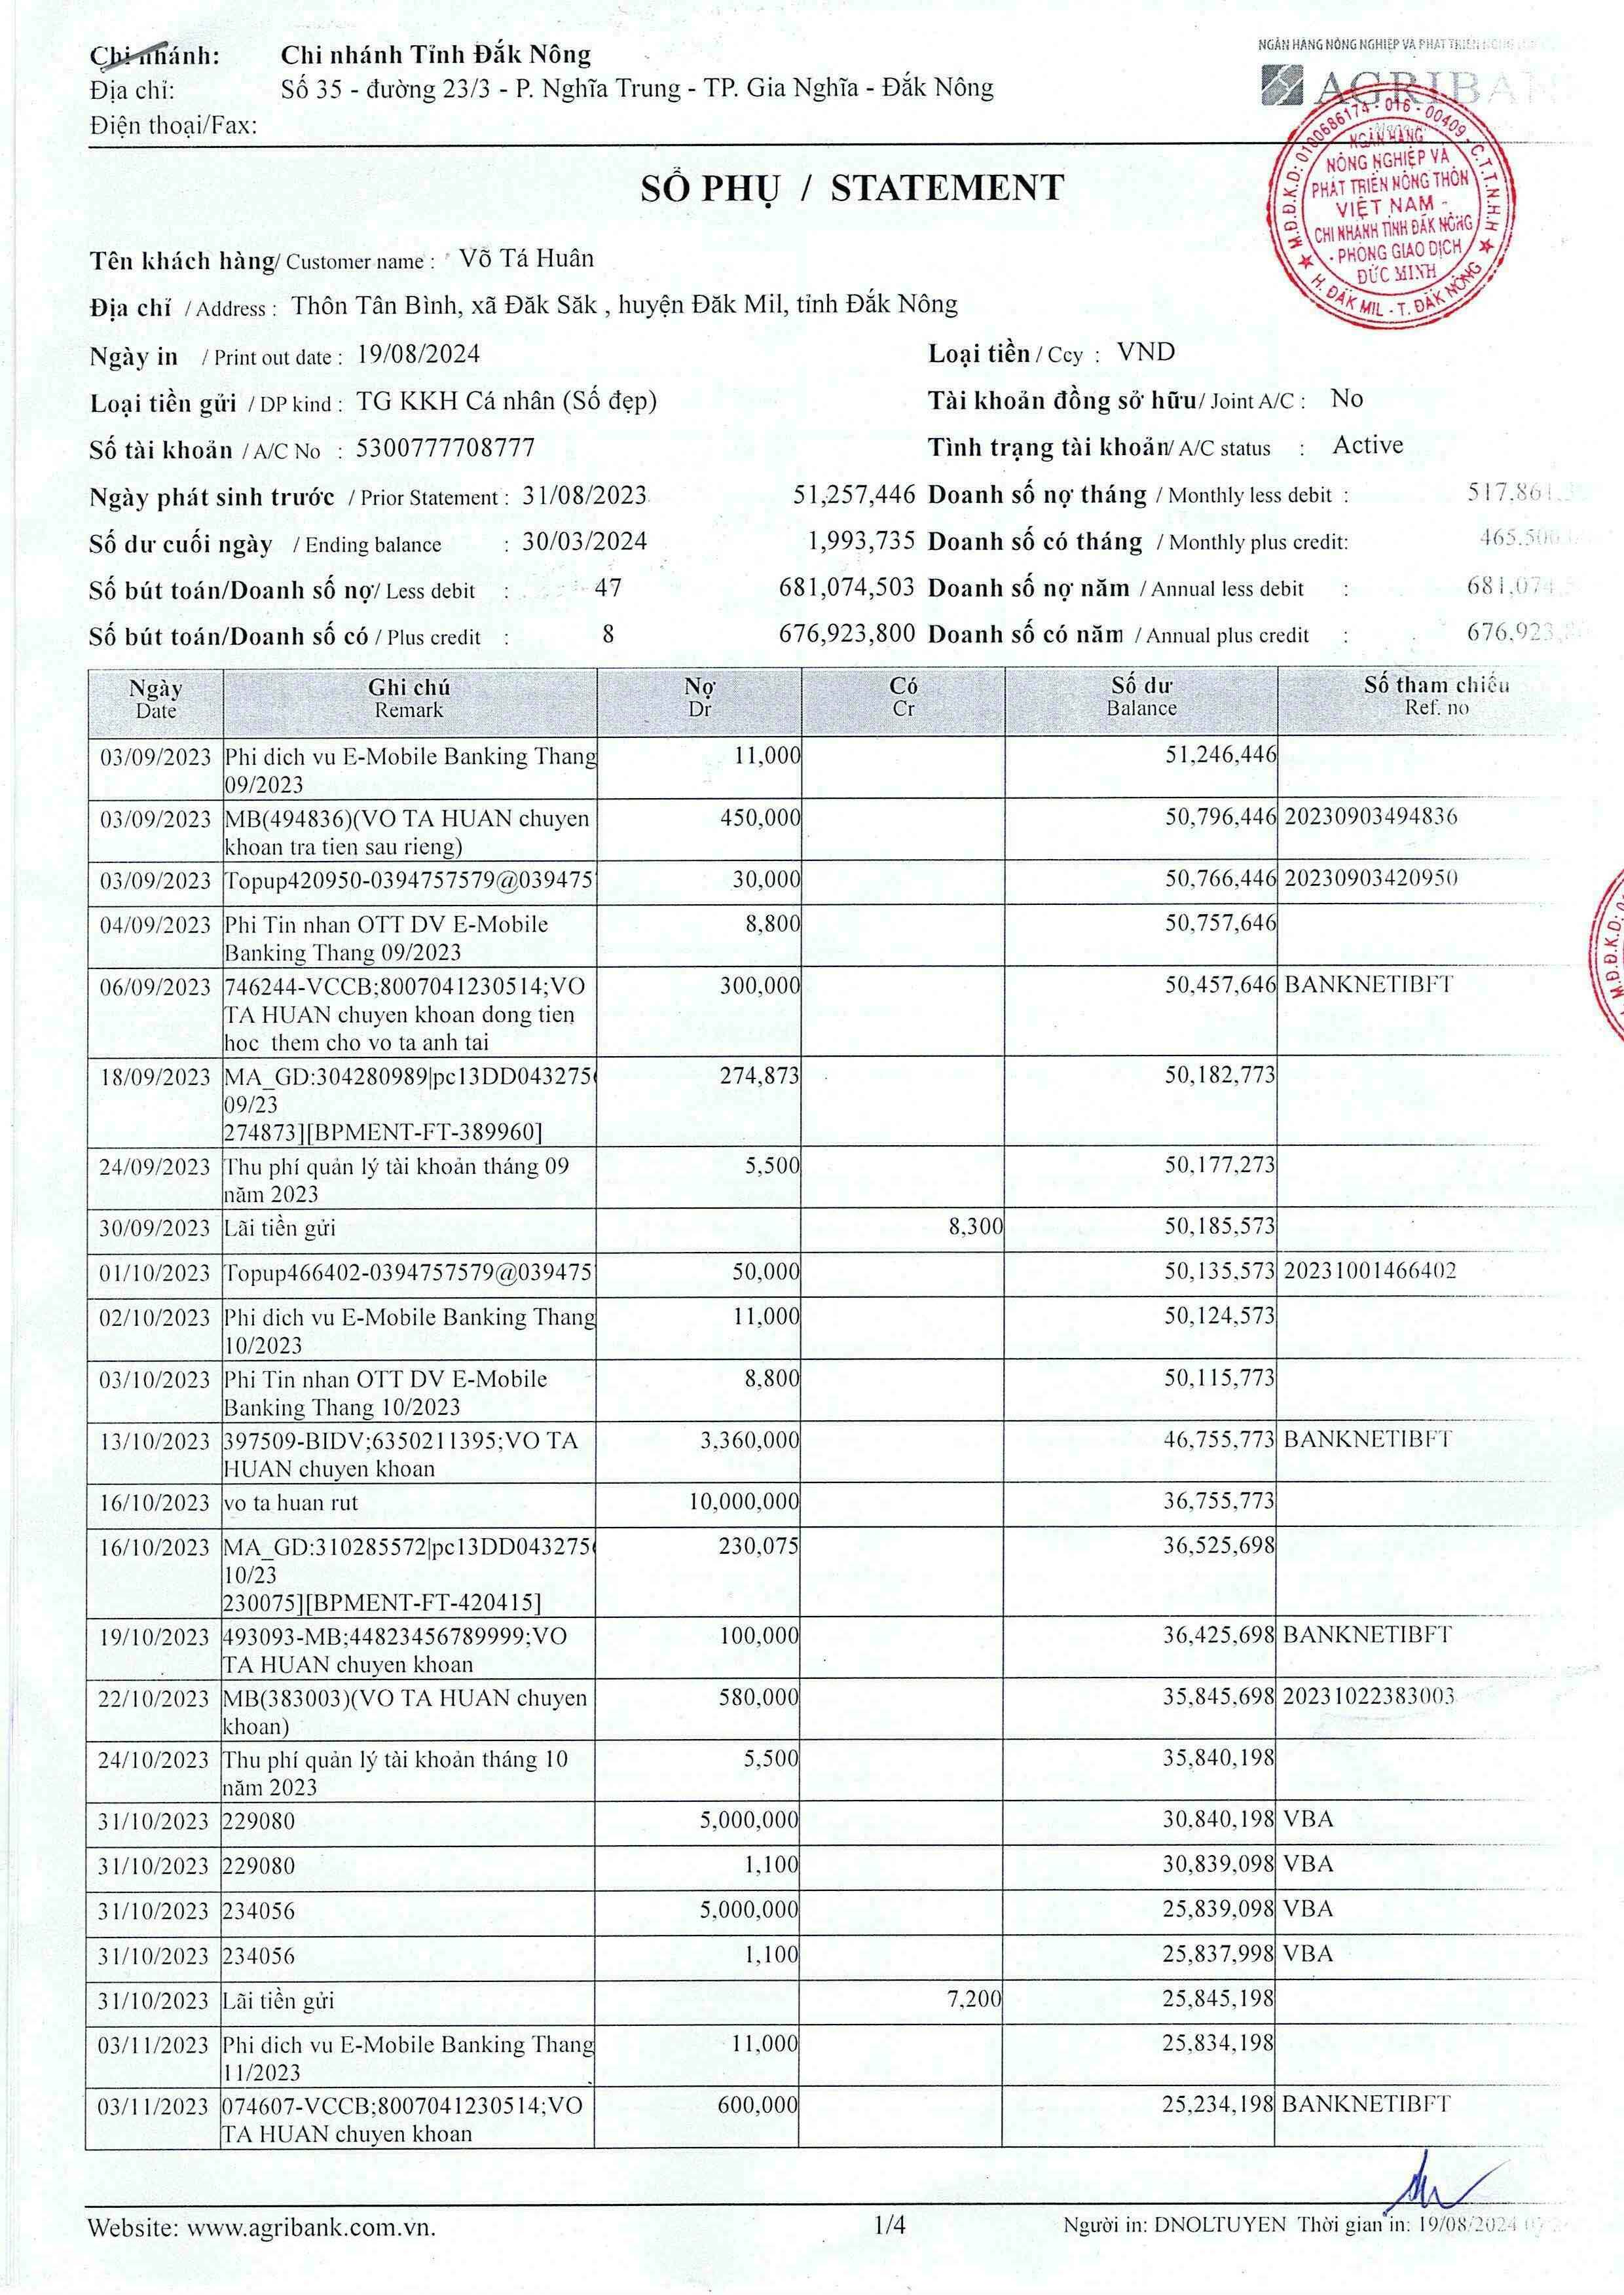 NGÂN HÀNG NÔNG NGHIỆP VÀ PHÁT TRIỂN NÔNG
Chi nhánh: Chi nhánh Tỉnh Đắk Nông
AGRIBAN
Địa chỉ: Số 35 - đường 23/3 - P. Nghĩa Trung - TP. Gia Nghĩa - Đắk Nông
Điện thoại/Fax:
M.Đ.Đ.K.D: 0100686174 - 016 - 00409 - C.T.T.N.H.H
NGÂN HÀNG
NÔNG NGHIỆP VÀ
PHÁT TRIỂN NÔNG THÔN
VIỆT NAM -
CHI NHÁNH TỈNH ĐẮK NÔNG
- PHÒNG GIAO DỊCH
ĐỨC MINH
H. ĐẮK MIL - T. ĐẮK NÔNG
SỔ PHỤ / STATEMENT
Tên khách hàng/ Customer name : Võ Tá Huân
Địa chỉ / Address : Thôn Tân Bình, xã Đăk Săk , huyện Đăk Mil, tỉnh Đắk Nông
Ngày in / Print out date : 19/08/2024 Loại tiền / Ccy : VND
Loại tiền gửi / DP kind : TG KKH Cá nhân (Số đẹp) Tài khoản đồng sở hữu/ Joint A/C : No
Số tài khoản / A/C No : 5300777708777 Tình trạng tài khoản/ A/C status : Active
Ngày phát sinh trước / Prior Statement : 31/08/2023 51,257,446 Doanh số nợ tháng / Monthly less debit : 517,861,
Số dư cuối ngày / Ending balance : 30/03/2024 1,993,735 Doanh số có tháng / Monthly plus credit: 465,500
Số bút toán/Doanh số nợ/ Less debit : 47 681,074,503 Doanh số nợ năm / Annual less debit : 681,074,
Số bút toán/Doanh số có / Plus credit : 8 676,923,800 Doanh số có năm / Annual plus credit : 676,923,
Ngày Ghi chú Nợ Có Số dư Số tham chiếu
Date Remark Dr Cr Balance Ref. no
03/09/2023 Phi dich vu E-Mobile Banking Thang 11,000 51,246,446
09/2023
03/09/2023 MB(494836)(VO TA HUAN chuyen 450,000 50,796,446 20230903494836
khoan tra tien sau rieng)
03/09/2023 Topup420950-0394757579@039475 30,000 50,766,446 20230903420950
04/09/2023 Phi Tin nhan OTT DV E-Mobile 8,800 50,757,646
Banking Thang 09/2023
06/09/2023 746244-VCCB;8007041230514;VO 300,000 50,457,646 BANKNETIBFT
TA HUAN chuyen khoan dong tien
hoc them cho vo ta anh tai
18/09/2023 MA_GD:304280989|pc13DD043275 274,873 50,182,773
09/23
274873][BPMENT-FT-389960]
24/09/2023 Thu phí quản lý tài khoản tháng 09 5,500 50,177,273
năm 2023
30/09/2023 Lãi tiền gửi 8,300 50,185,573
01/10/2023 Topup466402-0394757579@039475 50,000 50,135,573 20231001466402
02/10/2023 Phi dich vu E-Mobile Banking Thang 11,000 50,124,573
10/2023
03/10/2023 Phi Tin nhan OTT DV E-Mobile 8,800 50,115,773
Banking Thang 10/2023
13/10/2023 397509-BIDV;6350211395;VO TA 3,360,000 46,755,773 BANKNETIBFT
HUAN chuyen khoan
16/10/2023 vo ta huan rut 10,000,000 36,755,773
16/10/2023 MA_GD:310285572|pc13DD043275 230,075 36,525,698
10/23
230075][BPMENT-FT-420415]
19/10/2023 493093-MB;44823456789999;VO 100,000 36,425,698 BANKNETIBFT
TA HUAN chuyen khoan
22/10/2023 MB(383003)(VO TA HUAN chuyen 580,000 35,845,698 20231022383003
khoan)
24/10/2023 Thu phí quản lý tài khoản tháng 10 5,500 35,840,198
năm 2023
31/10/2023 229080 5,000,000 30,840,198 VBA
31/10/2023 229080 1,100 30,839,098 VBA
31/10/2023 234056 5,000,000 25,839,098 VBA
31/10/2023 234056 1,100 25,837,998 VBA
31/10/2023 Lãi tiền gửi 7,200 25,845,198
03/11/2023 Phi dich vu E-Mobile Banking Thang 11,000 25,834,198
11/2023
03/11/2023 074607-VCCB;8007041230514;VO 600,000 25,234,198 BANKNETIBFT
TA HUAN chuyen khoan
M.Đ.Đ.K.D:
Website: www.agribank.com.vn. 1/4 Người in: DNOLTUYEN Thời gian in: 19/08/2024